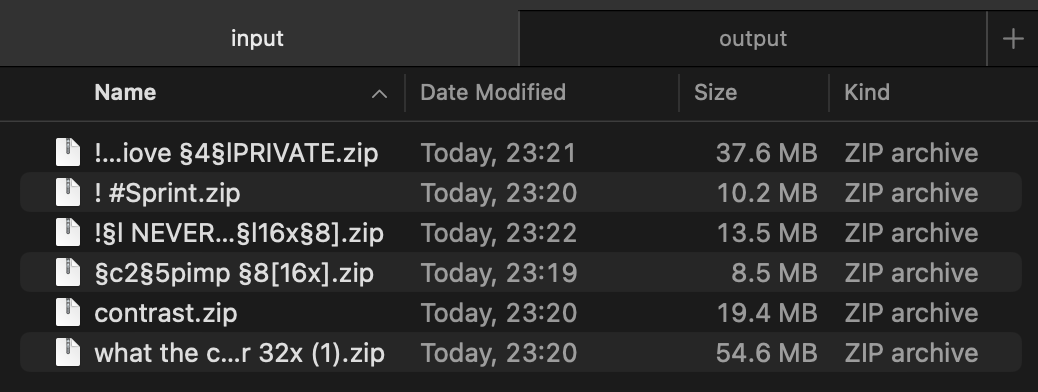 input output +
Name Date Modified Size Kind
!...iove §4§lPRIVATE.zip Today, 23:21 37.6 MB ZIP archive
! #Sprint.zip Today, 23:20 10.2 MB ZIP archive
!§l NEVER...§l16x§8].zip Today, 23:22 13.5 MB ZIP archive
§c2§5pimp §8[16x].zip Today, 23:19 8.5 MB ZIP archive
contrast.zip Today, 23:20 19.4 MB ZIP archive
what the c...r 32x (1).zip Today, 23:20 54.6 MB ZIP archive